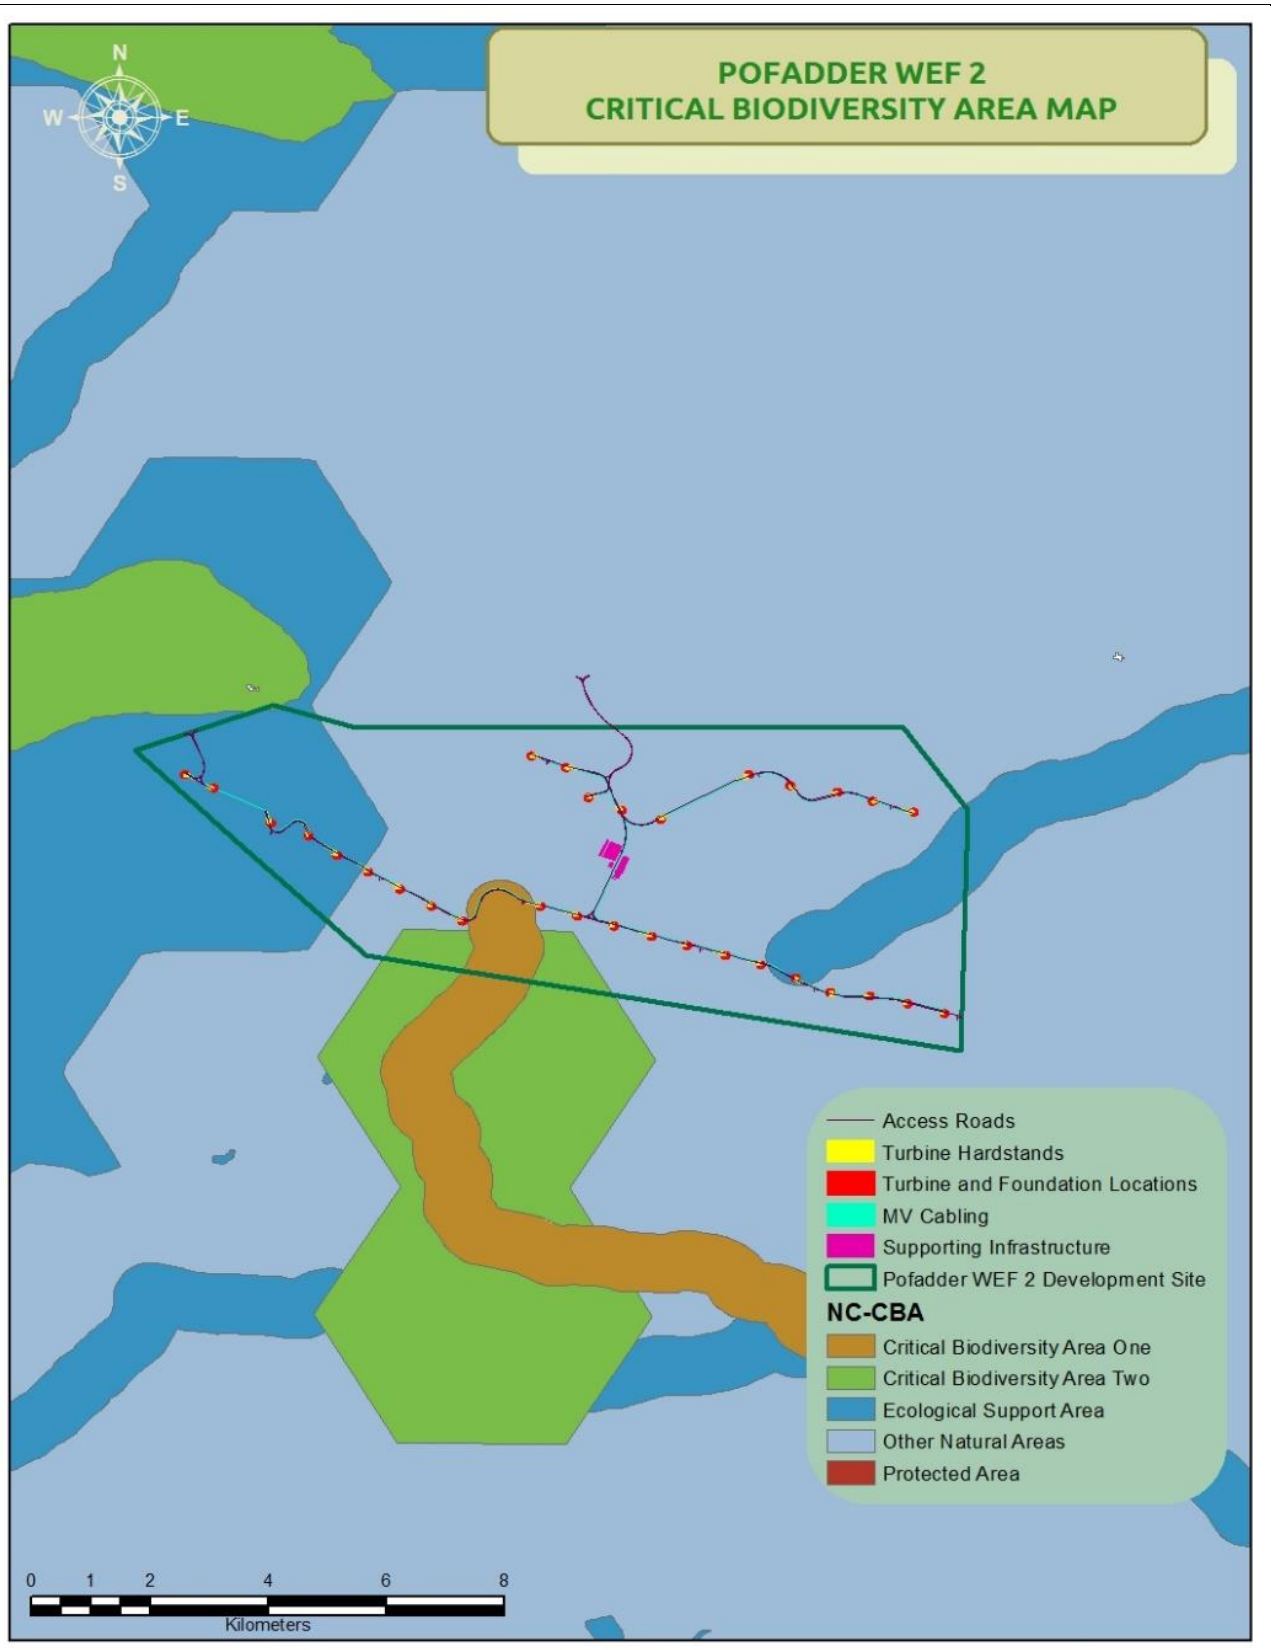 POFADDER WEF 2
CRITICAL BIODIVERSITY AREA MAP
N
W E
S
Access Roads
Turbine Hardstands
Turbine and Foundation Locations
MV Cabling
Supporting Infrastructure
Pofadder WEF 2 Development Site
NC-CBA
Critical Biodiversity Area One
Critical Biodiversity Area Two
Ecological Support Area
Other Natural Areas
Protected Area
0 1 2 4 6 8
Kilometers